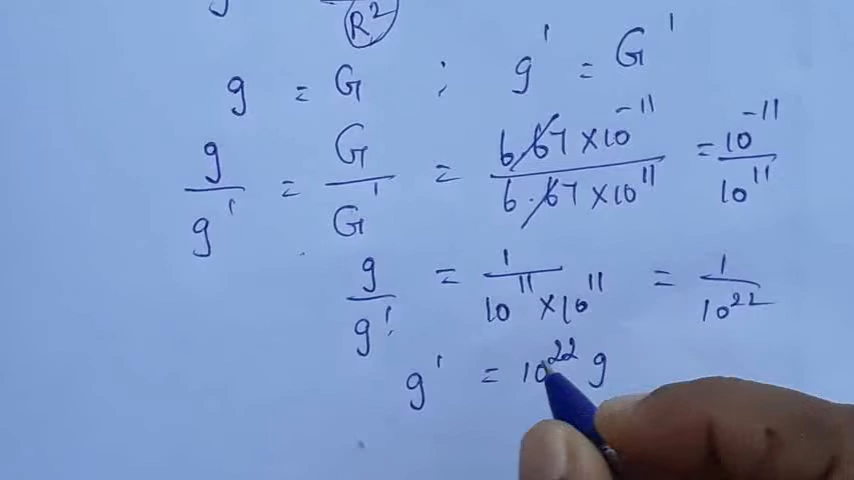 R²
g = G ; g' = G'
g/g' = G/G' = 6.67 ×10⁻¹¹/6.67 ×10¹¹ = 10⁻¹¹/10¹¹
g/g' = 1/10¹¹ ×10¹¹ = 1/10²²
g' = 10²² g